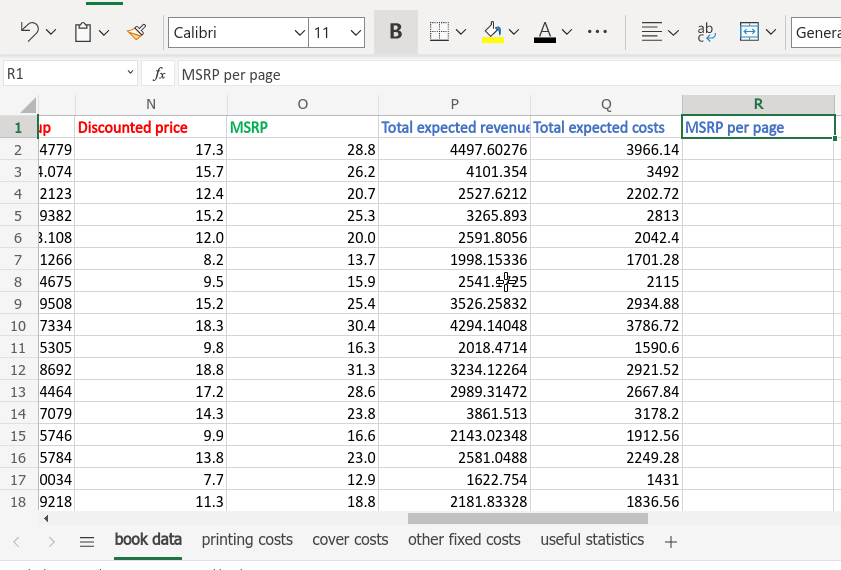 Calibri 11 B A ... ab c Genera
R1 fx MSRP per page
N O P Q R
1 up Discounted price MSRP Total expected revenue Total expected costs MSRP per page
2 4779 17.3 28.8 4497.60276 3966.14
3 4.074 15.7 26.2 4101.354 3492
4 2123 12.4 20.7 2527.6212 2202.72
5 9382 15.2 25.3 3265.893 2813
6 3.108 12.0 20.0 2591.8056 2042.4
7 1266 8.2 13.7 1998.15336 1701.28
8 4675 9.5 15.9 2115
9 9508 15.2 25.4 3526.25832 2934.88
10 7334 18.3 30.4 4294.14048 3786.72
11 5305 9.8 16.3 2018.4714 1590.6
12 8692 18.8 31.3 3234.12264 2921.52
13 4464 17.2 28.6 2989.31472 2667.84
14 7079 14.3 23.8 3861.513 3178.2
15 5746 9.9 16.6 2143.02348 1912.56
16 5784 13.8 23.0 2581.0488 2249.28
17 0034 7.7 12.9 1622.754 1431
18 9218 11.3 18.8 2181.83328 1836.56
book data printing costs cover costs other fixed costs useful statistics